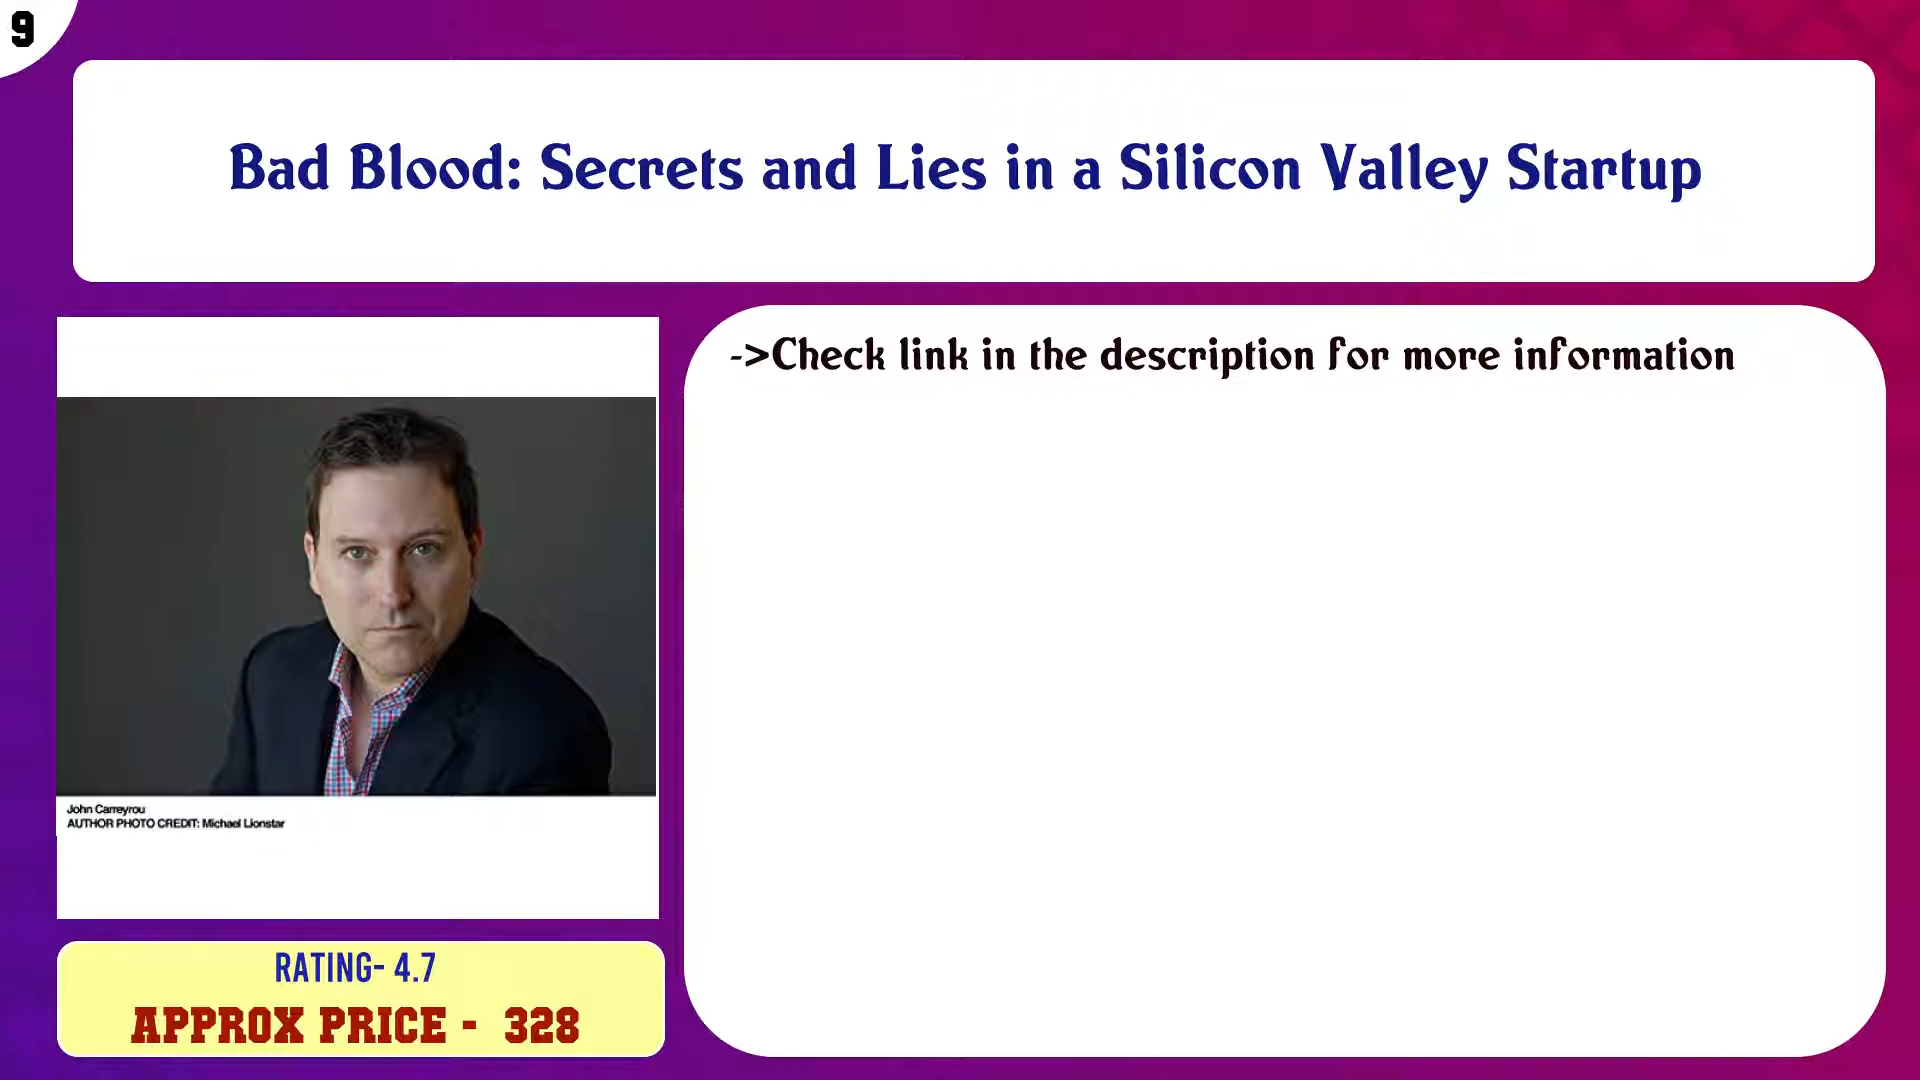 9
Bad Blood: Secrets and Lies in a Silicon Valley Startup
->Check link in the description for more information
John Carreyrou
AUTHOR PHOTO CREDIT: Michael Lionstar
RATING- 4.7
APPROX PRICE - 328